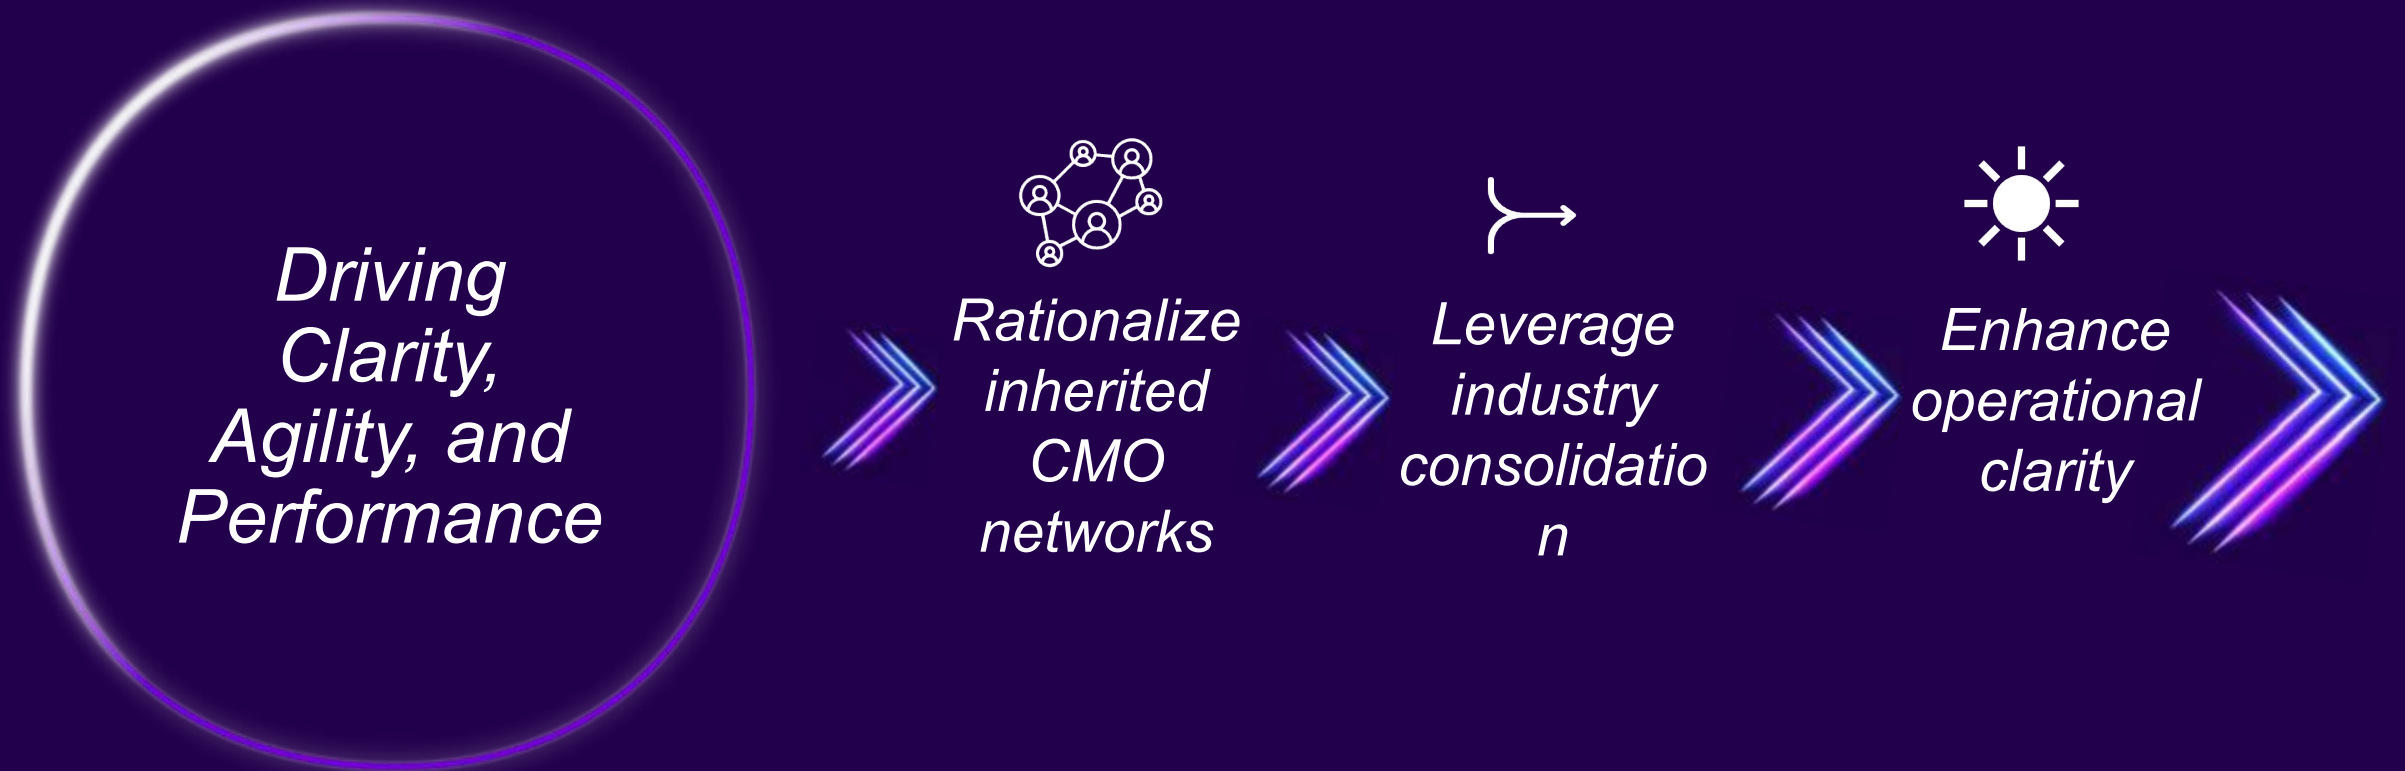 Driving
Clarity,
Agility, and
Performance
Rationalize
inherited
CMO
networks
Leverage
industry
consolidatio
n
Enhance
operational
clarity